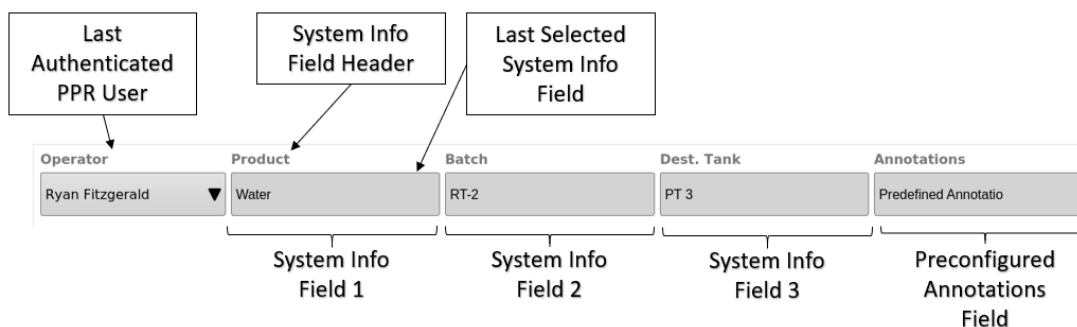 Last
Authenticated
PPR User
System Info
Field Header
Last Selected
System Info
Field
Operator
Product
Batch
Dest. Tank
Annotations
Ryan Fitzgerald
Water
RT-2
PT 3
Predefined Annotatio
System Info
Field 1
System Info
Field 2
System Info
Field 3
Preconfigured
Annotations
Field